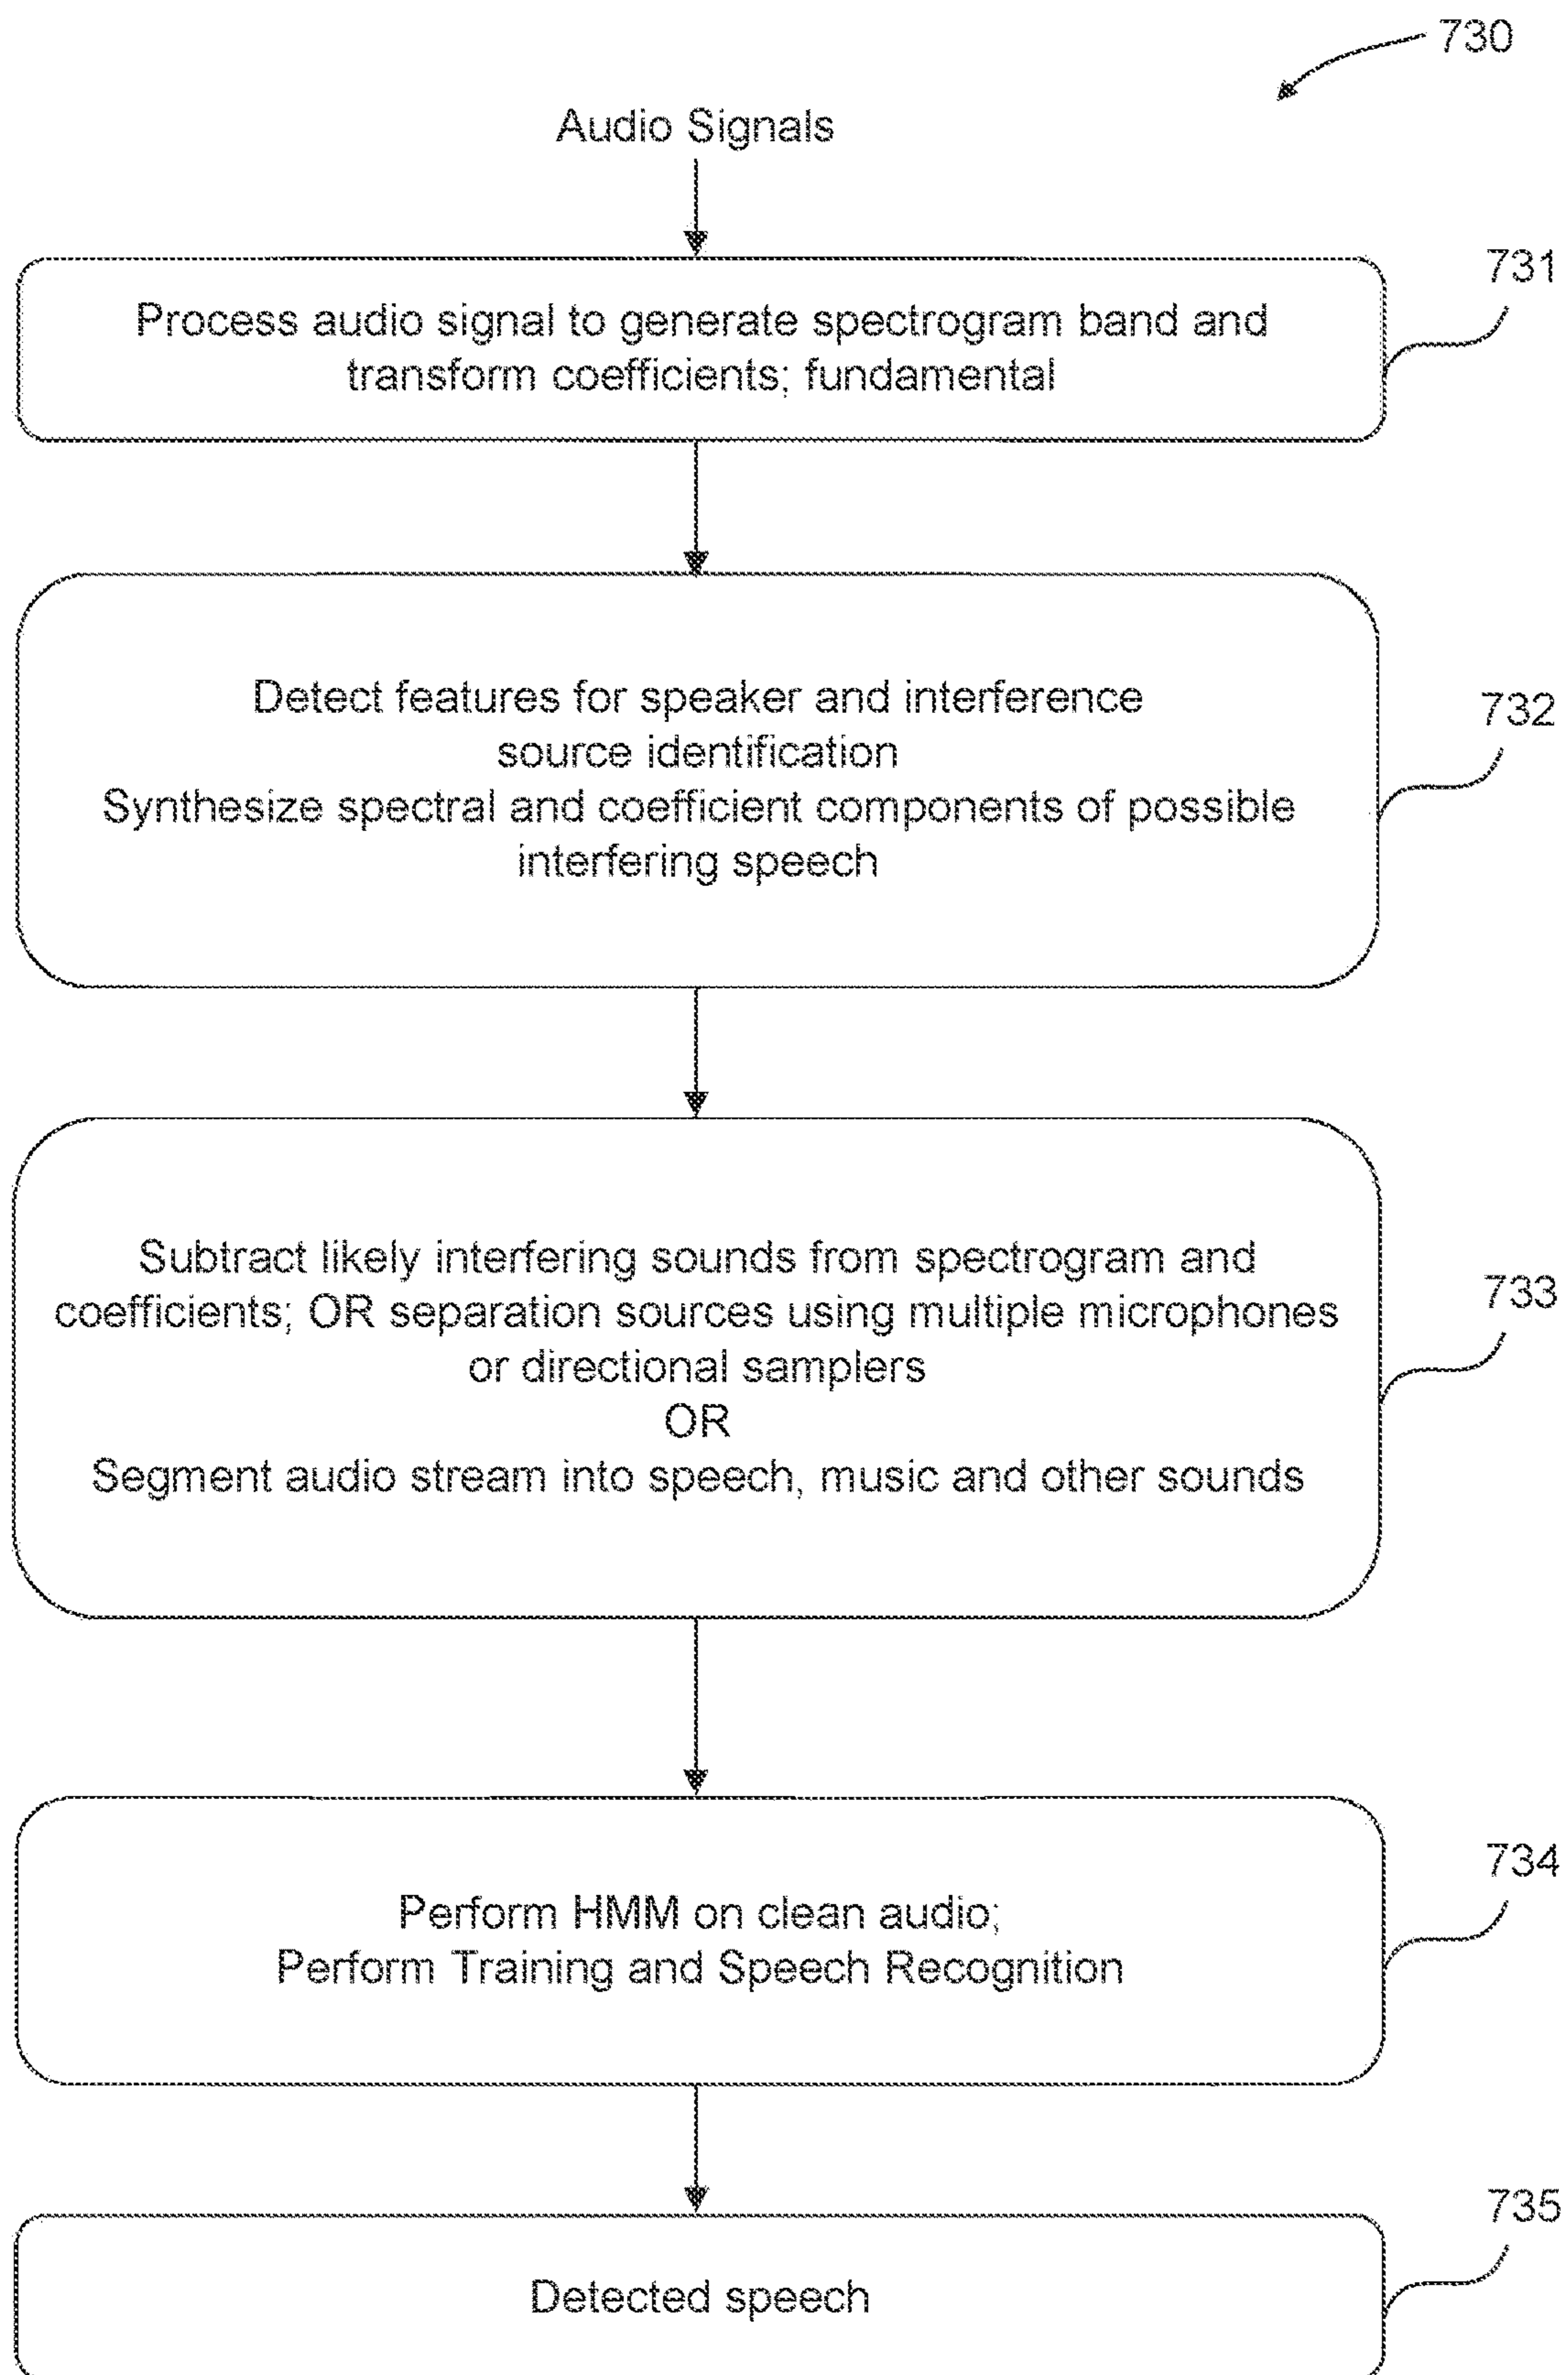 730
Audio Signals
731
Process audio signal to generate spectrogram band and
transform coefficients; fundamental
732
Detect features for speaker and interference
source identification
Synthesize spectral and coefficient components of possible
interfering speech
733
Subtract likely interfering sounds from spectrogram and
coefficients; OR separation sources using multiple microphones
or directional samplers
OR
Segment audio stream into speech, music and other sounds
734
Perform HMM on clean audio;
Perform Training and Speech Recognition
735
Detected speech